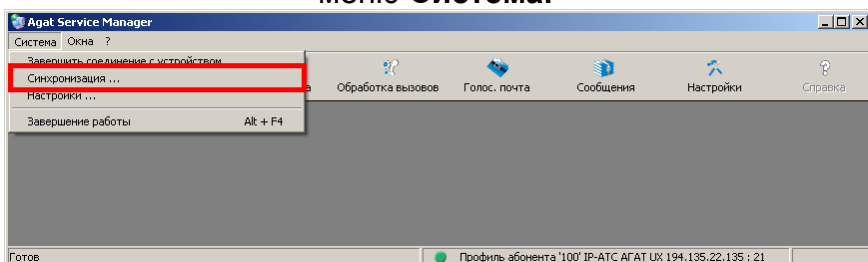 меню Система.
Agat Service Manager
Система Окна ?
Завершить соединение с устройством
Синхронизация ...
Настройки ...
Завершение работы Alt + F4
Обработка вызовов Голос. почта Сообщения Настройки Справка
Готов Профиль абонента '100' IP-АТС АГАТ UX 194.135.22.135 : 21